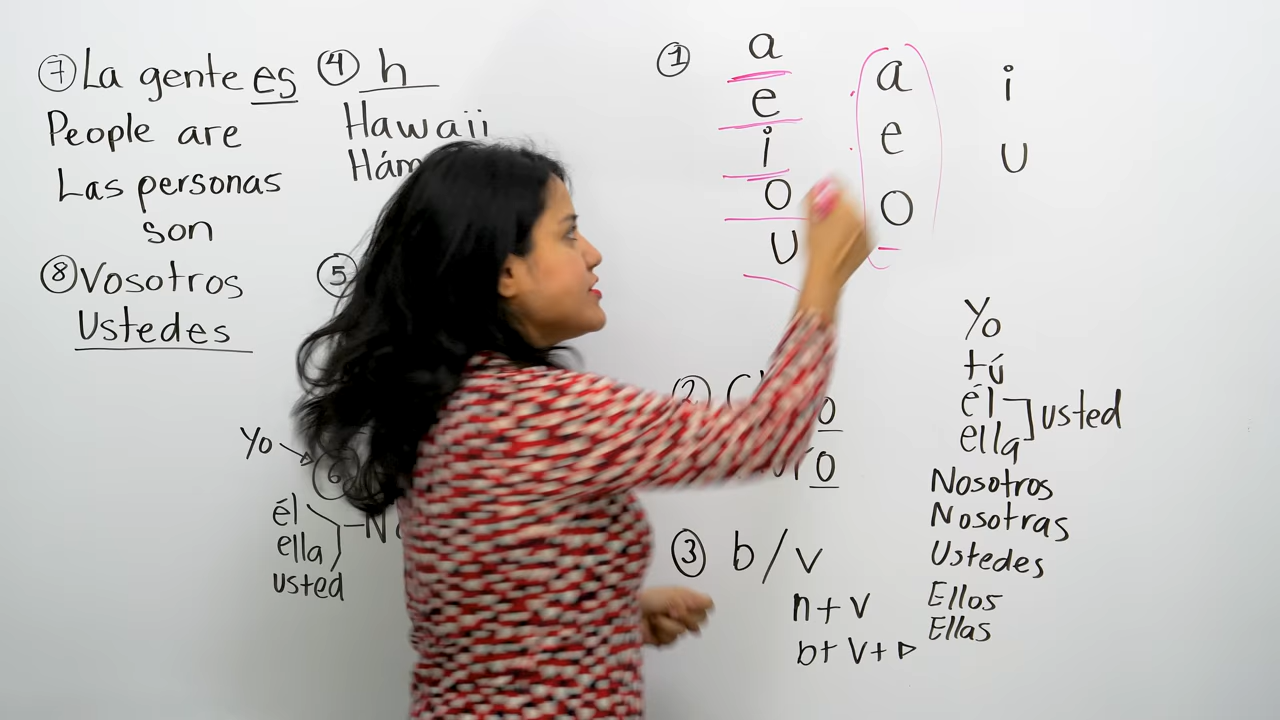 ⑦ La gente es
People are
Las personas
son
⑧ Vosotros
Ustedes
④ h
Hawaii
⑤
Yo
⑥
él
ella
usted
① a
e
i
o
u
a
e
o
i
u
②
③ b/v
n+v
b+ v+
Yo
tú
él
ella
usted
Nosotros
Nosotras
Ustedes
Ellos
Ellas